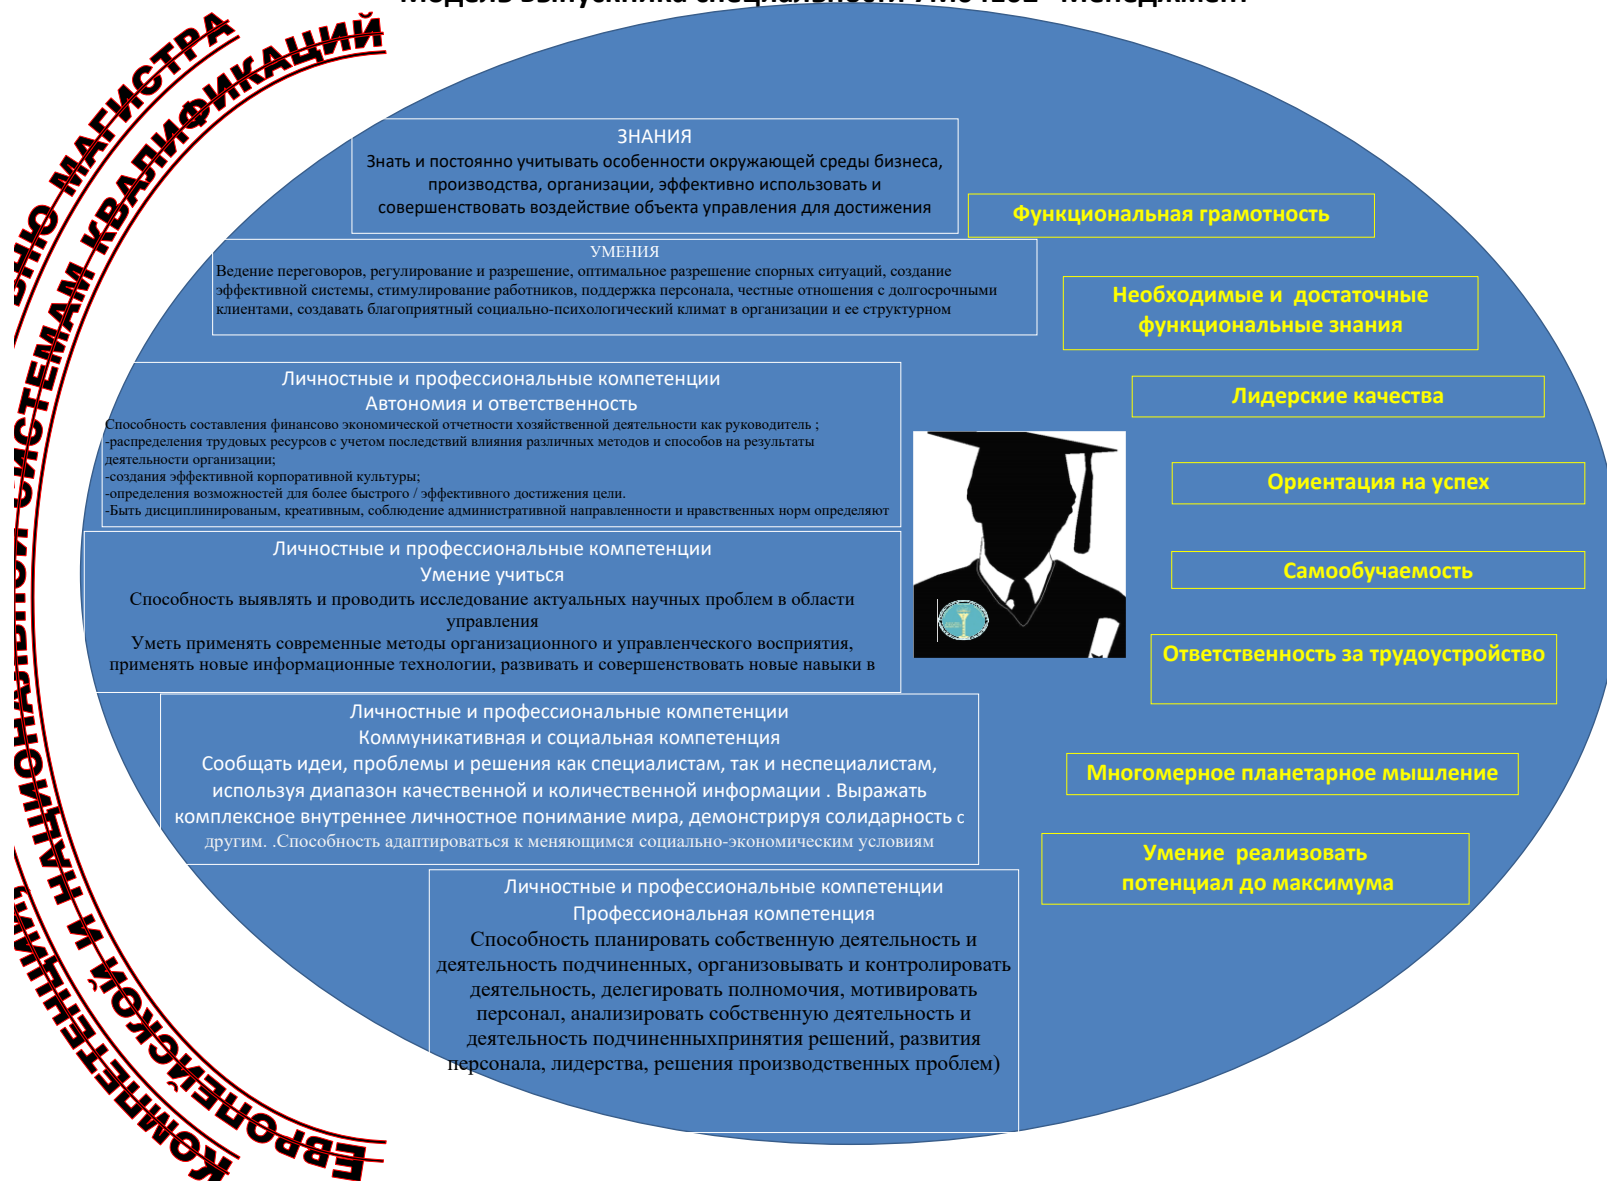 Модель выпускника специальности 7М04102 - Менеджмент
ЗНАНИЯ
Знать и постоянно учитывать особенности окружающей среды бизнеса,
производства, организации, эффективно использовать и
совершенствовать воздействие объекта управления для достижения
УМЕНИЯ
Ведение переговоров, регулирование и разрешение, оптимальное разрешение спорных ситуаций, создание
эффективной системы, стимулирование работников, поддержка персонала, честные отношения с долгосрочными
клиентами, создавать благоприятный социально-психологический климат в организации и ее структурном
Личностные и профессиональные компетенции
Автономия и ответственность
Способность составления финансово экономической отчетности хозяйственной деятельности как руководитель ;
-распределения трудовых ресурсов с учетом последствий влияния различных методов и способов на результаты
деятельности организации;
-создания эффективной корпоративной культуры;
-определения возможностей для более быстрого / эффективного достижения цели.
-Быть дисциплинированым, креативным, соблюдение административной направленности и нравственных норм определяют
Личностные и профессиональные компетенции
Умение учиться
Способность выявлять и проводить исследование актуальных научных проблем в области
управления
Уметь применять современные методы организационного и управленческого восприятия,
применять новые информационные технологии, развивать и совершенствовать новые навыки в
Личностные и профессиональные компетенции
Коммуникативная и социальная компетенция
Сообщать идеи, проблемы и решения как специалистам, так и неспециалистам,
используя диапазон качественной и количественной информации . Выражать
комплексное внутреннее личностное понимание мира, демонстрируя солидарность с
другим. .Способность адаптироваться к меняющимся социально-экономическим условиям
Личностные и профессиональные компетенции
Профессиональная компетенция
Способность планировать собственную деятельность и
деятельность подчиненных, организовывать и контролировать
деятельность, делегировать полномочия, мотивировать
персонал, анализировать собственную деятельность и
деятельность подчиненныхпринятия решений, развития
персонала, лидерства, решения производственных проблем)
Функциональная грамотность
Необходимые и  достаточные
функциональные знания
Лидерские качества
Ориентация на успех
Самообучаемость
Ответственность за трудоустройство
Многомерное планетарное мышление
Умение  реализовать
потенциал до максимума
КОМПЕТЕНЦИИ МАГИСТРА
ЕВРОПЕЙСКОЙ И НАЦИОНАЛЬНОЙ СИСТЕМАМ КВАЛИФИКАЦИЙ